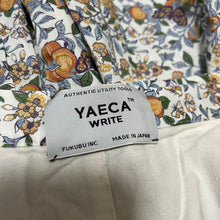 AUTHENTIC UTILITY TOOLS
YAECA™
WRITE
FUKUBU INC. MADE IN JAPAN